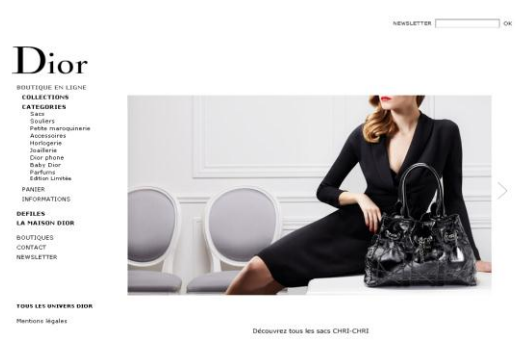 NEWSLETTER OK
Dior
BOUTIQUE EN LIGNE
COLLECTIONS
CATEGORIES
Sacs
Souliers
Petite maroquinerie
Accessoires
Horlogerie
Joaillerie
Dior phone
Baby Dior
Parfums
Edition Limitée
PANIER
INFORMATIONS
DEFILES
LA MAISON DIOR
BOUTIQUES
CONTACT
NEWSLETTER
TOUS LES UNIVERS DIOR
Mentions légales
Découvrez tous les sacs CHRI-CHRI